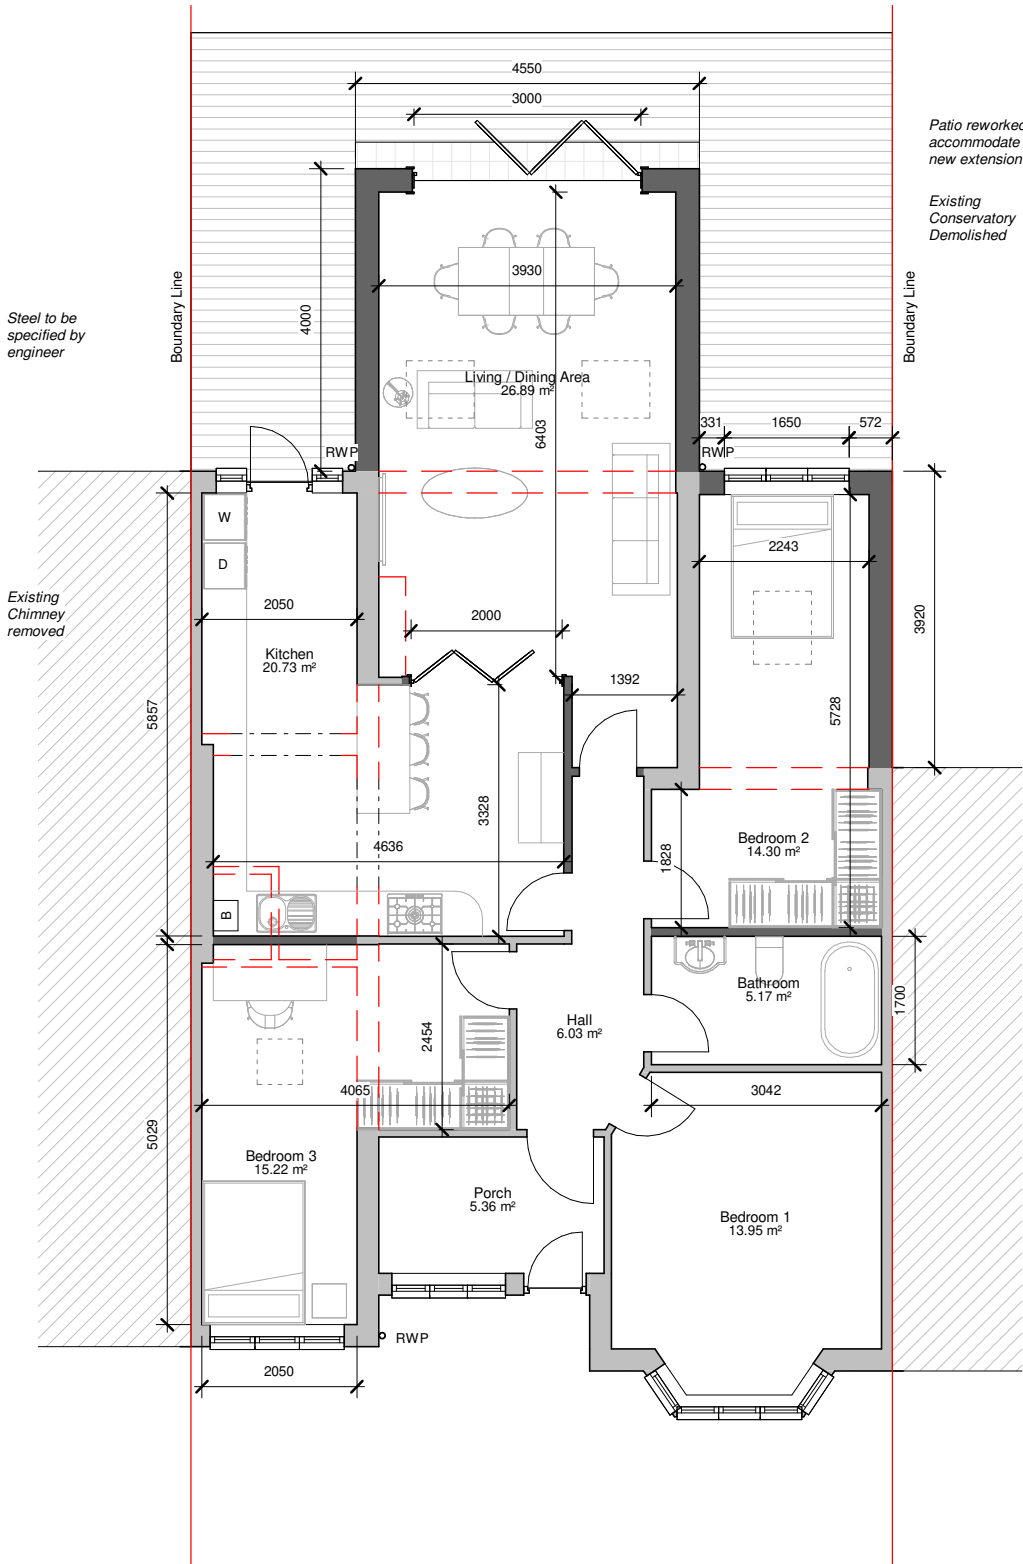 4550
3000
Patio reworked
accommodate
new extension
Existing
Conservatory
Demolished
3930
Boundary Line
Boundary Line
4000
Steel to be
specified by
engineer
Living / Dining Area
26.89 m²
6403
331
1650
572
RWP
RWP
W
D
2243
Existing
Chimney
removed
2050
2000
3920
Kitchen
20.73 m²
1392
5857
5728
3328
4636
1828
Bedroom 2
14.30 m²
B
Bathroom
5.17 m²
1700
Hall
6.03 m²
2454
4065
3042
5029
Bedroom 3
15.22 m²
Porch
5.36 m²
Bedroom 1
13.95 m²
RWP
2050